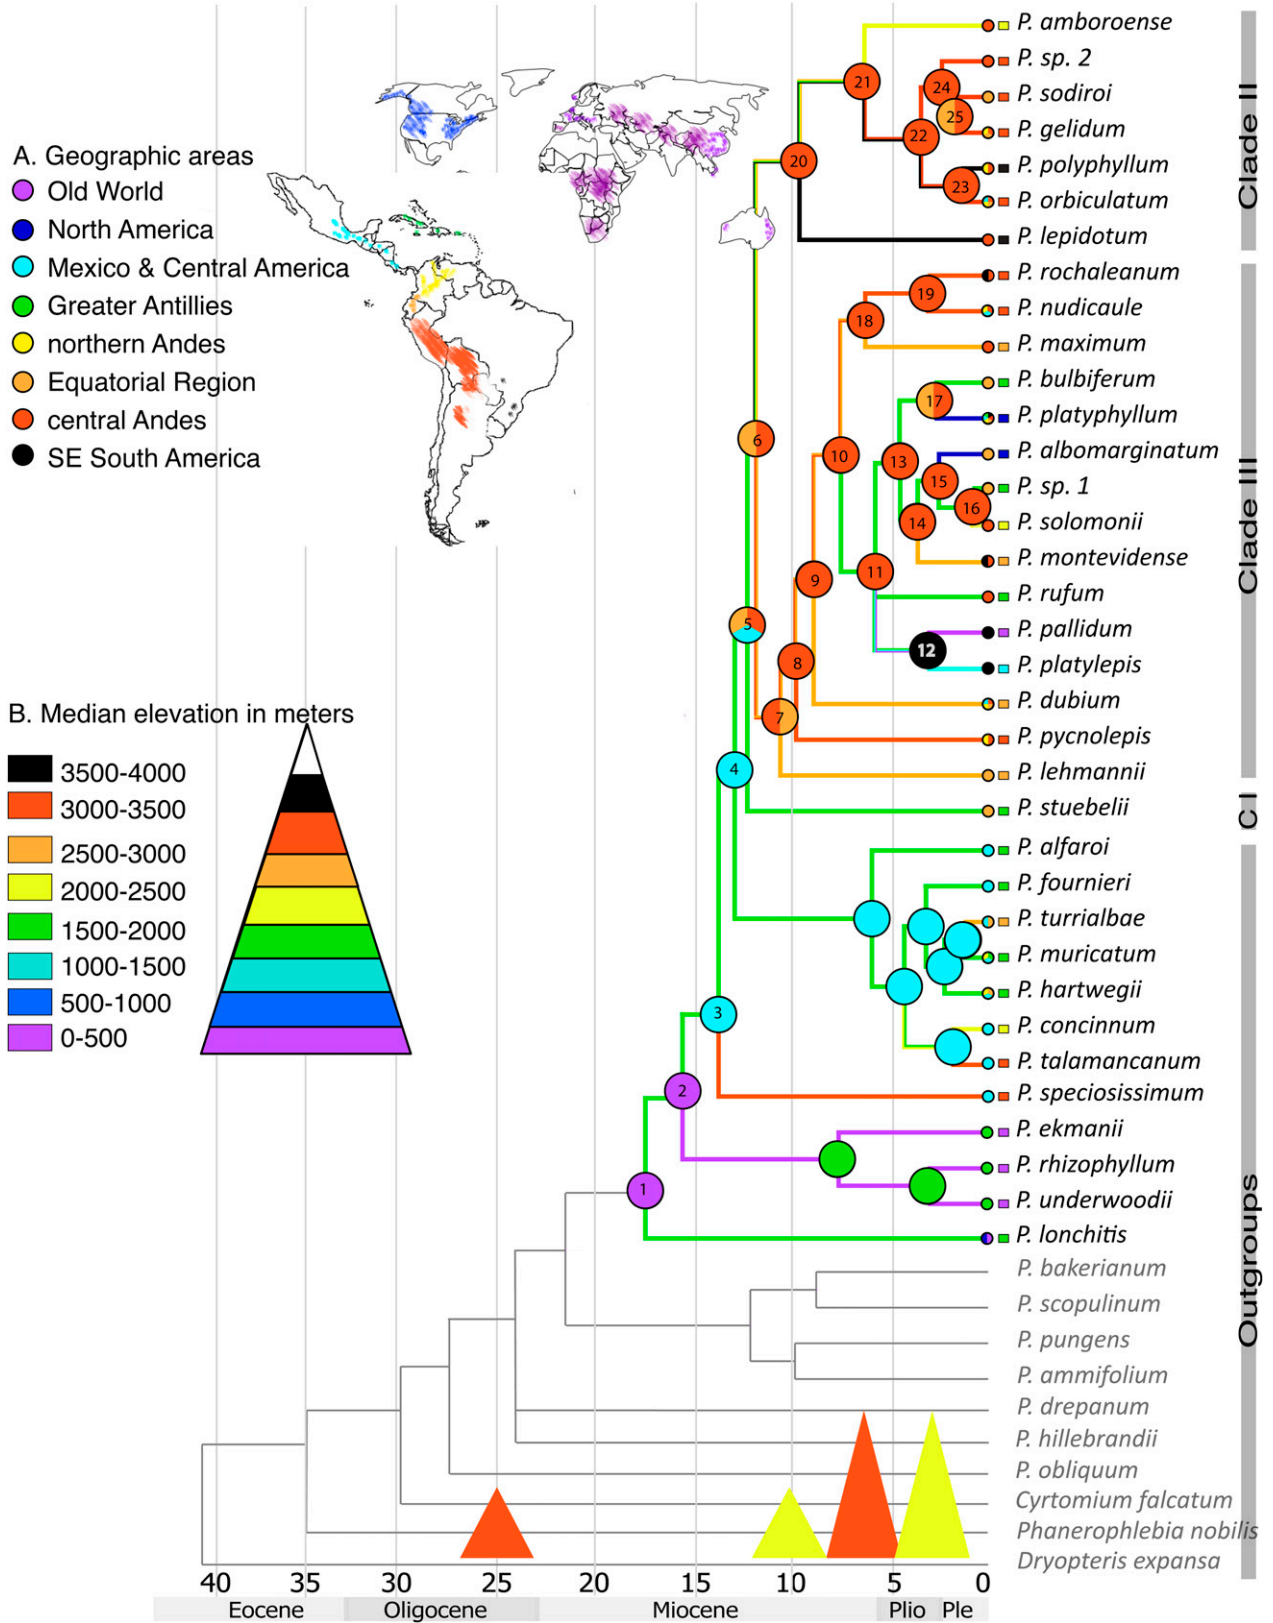 A. Geographic areas
Old World
North America
Mexico & Central America
Greater Antillies
northern Andes
Equatorial Region
central Andes
SE South America
B. Median elevation in meters
3500-4000
3000-3500
2500-3000
2000-2500
1500-2000
1000-1500
500-1000
0-500
P. amboroense
P. sp. 2
P. sodiroi
P. gelidum
P. polyphyllum
P. orbiculatum
P. lepidotum
P. rochaleanum
P. nudicaule
P. maximum
P. bulbiferum
P. platyphyllum
P. albomarginatum
P. sp. 1
P. solomonii
P. montevidense
P. rufum
P. pallidum
P. platylepis
P. dubium
P. pycnolepis
P. lehmannii
P. stuebelii
P. alfaroi
P. fournieri
P. turrialbae
P. muricatum
P. hartwegii
P. concinnum
P. talamancanum
P. speciosissimum
P. ekmanii
P. rhizophyllum
P. underwoodii
P. lonchitis
P. bakerianum
P. scopulinum
P. pungens
P. ammifolium
P. drepanum
P. hillebrandii
P. obliquum
Cyrtomium falcatum
Phanerophlebia nobilis
Dryopteris expansa
Clade II
Clade III
C I
Outgroups
21
24
25
22
20
23
19
18
17
6
10
13
15
16
14
11
9
5
12
8
7
4
3
2
1
40 35 30 25 20 15 10 5 0
Eocene Oligocene Miocene Plio Ple